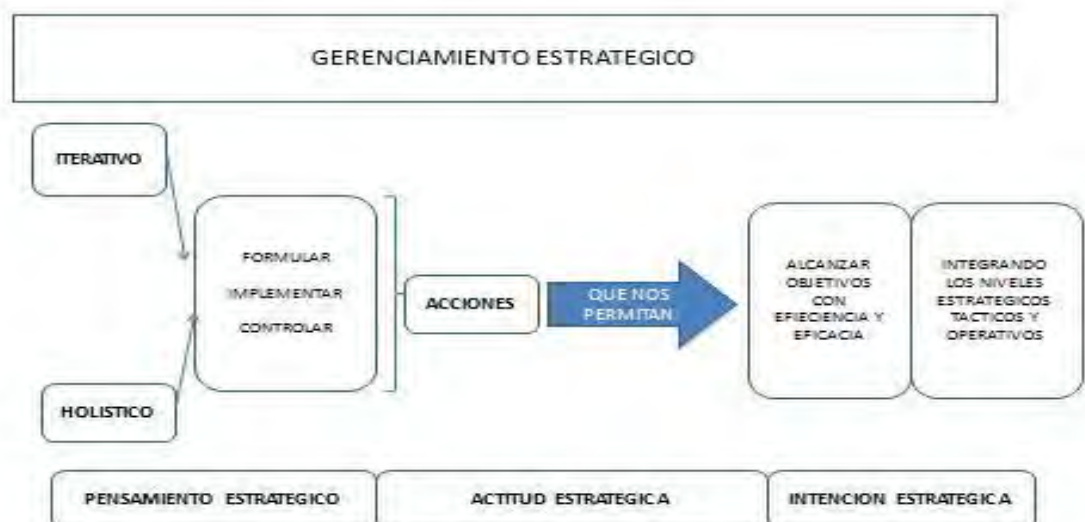 GERENCIAMIENTO ESTRATEGICO
ITERATIVO
FORMULAR
IMPLEMENTAR
CONTROLAR
ACCIONES
QUE NOS
PERMITAN
ALCANZAR
OBJETIVOS
CON
EFIECIENCIA Y
EFICACIA
INTEGRANDO
LOS NIVELES
ESTRATEGICOS
TACTICOS Y
OPERATIVOS
HOLISTICO
PENSAMIENTO ESTRATEGICO
ACTITUD ESTRATEGICA
INTENCION ESTRATEGICA